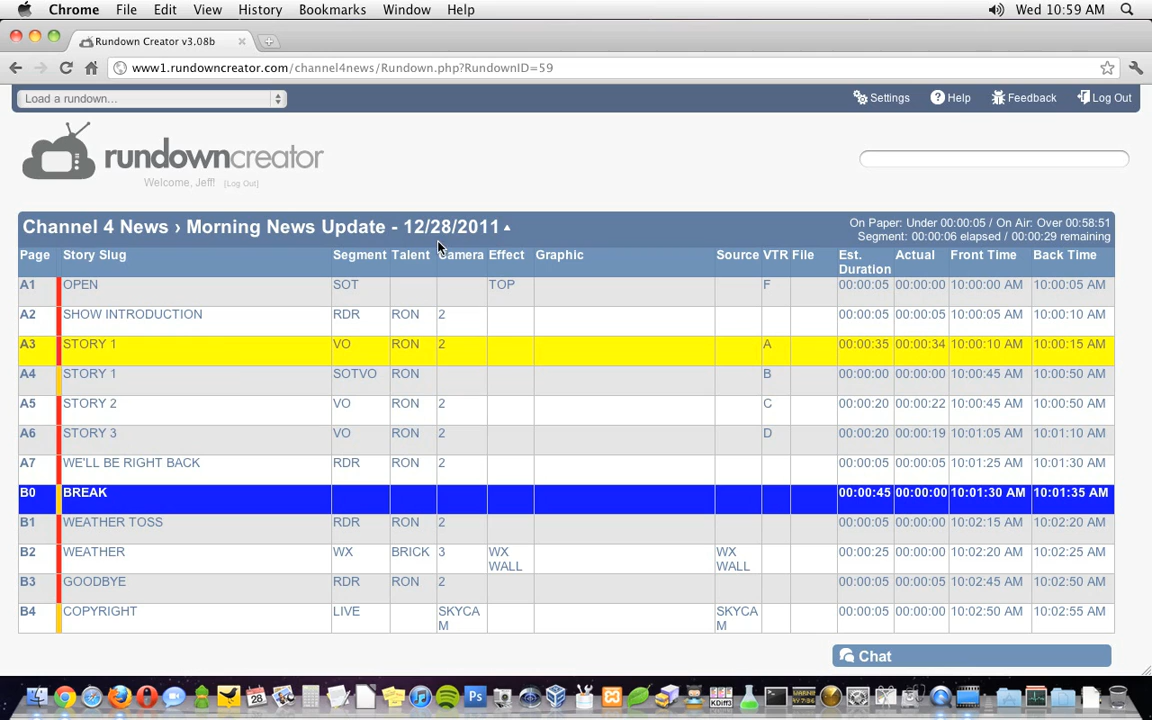 Chrome File Edit View History Bookmarks Window Help Wed 10:59 AM
Rundown Creator v3.08b
www1.rundowncreator.com/channel4news/Rundown.php?RundownID=59
Load a rundown... Settings Help Feedback Log Out
rundowncreator
Welcome, Jeff! [Log Out]
Channel 4 News › Morning News Update - 12/28/2011 On Paper: Under 00:00:05 / On Air: Over 00:58:51
Segment: 00:00:06 elapsed / 00:00:29 remaining
Page Story Slug Segment Talent Camera Effect Graphic Source VTR File Est. Duration Actual Front Time Back Time
A1 OPEN SOT TOP F 00:00:05 00:00:00 10:00:00 AM 10:00:05 AM
A2 SHOW INTRODUCTION RDR RON 2 00:00:05 00:00:05 10:00:05 AM 10:00:10 AM
A3 STORY 1 VO RON 2 A 00:00:35 00:00:34 10:00:10 AM 10:00:15 AM
A4 STORY 1 SOTVO RON B 00:00:00 00:00:00 10:00:45 AM 10:00:50 AM
A5 STORY 2 VO RON 2 C 00:00:20 00:00:22 10:00:45 AM 10:00:50 AM
A6 STORY 3 VO RON 2 D 00:00:20 00:00:19 10:01:05 AM 10:01:10 AM
A7 WE'LL BE RIGHT BACK RDR RON 2 00:00:05 00:00:05 10:01:25 AM 10:01:30 AM
B0 BREAK 00:00:45 00:00:00 10:01:30 AM 10:01:35 AM
B1 WEATHER TOSS RDR RON 2 00:00:05 00:00:00 10:02:15 AM 10:02:20 AM
B2 WEATHER WX BRICK 3 WX WALL WX WALL 00:00:25 00:00:00 10:02:20 AM 10:02:25 AM
B3 GOODBYE RDR RON 2 00:00:05 00:00:00 10:02:45 AM 10:02:50 AM
B4 COPYRIGHT LIVE SKYCAM SKYCAM 00:00:05 00:00:00 10:02:50 AM 10:02:55 AM
Chat